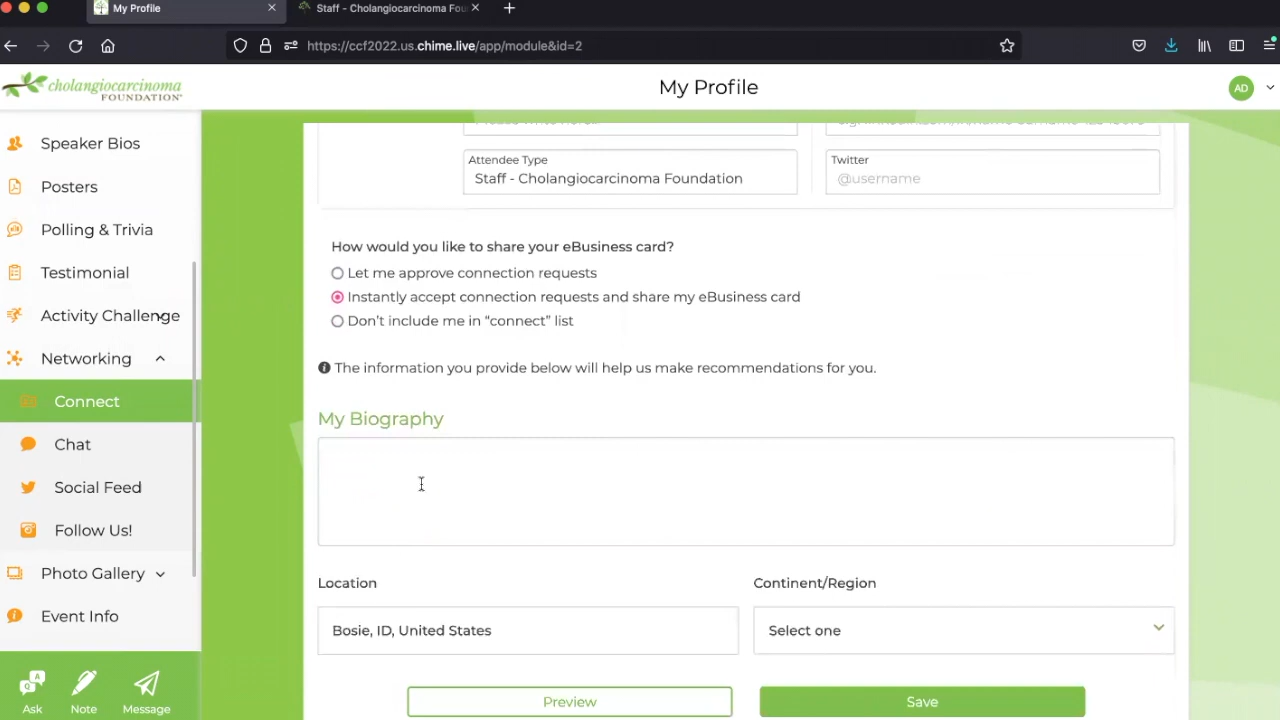 My Profile
Staff - Cholangiocarcinoma Fou
https://ccf2022.us.chime.live/app/module&id=2
cholangiocarcinoma
FOUNDATION
My Profile
AD
Speaker Bios
Posters
Polling & Trivia
Testimonial
Activity Challenge
Networking
Connect
Chat
Social Feed
Follow Us!
Photo Gallery
Event Info
Ask
Note
Message
Attendee Type
Staff - Cholangiocarcinoma Foundation
Twitter
@username
How would you like to share your eBusiness card?
Let me approve connection requests
Instantly accept connection requests and share my eBusiness card
Don't include me in “connect” list
The information you provide below will help us make recommendations for you.
My Biography
Location
Bosie, ID, United States
Continent/Region
Select one
Preview
Save